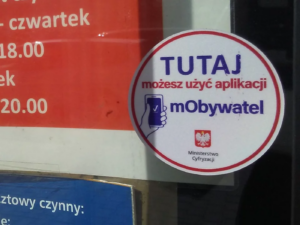 - czwartek
18.00
ek
20.00
TUTAJ
możesz użyć aplikacji
mObywatel
Ministerstwo
Cyfryzacji
ztowy czynny: